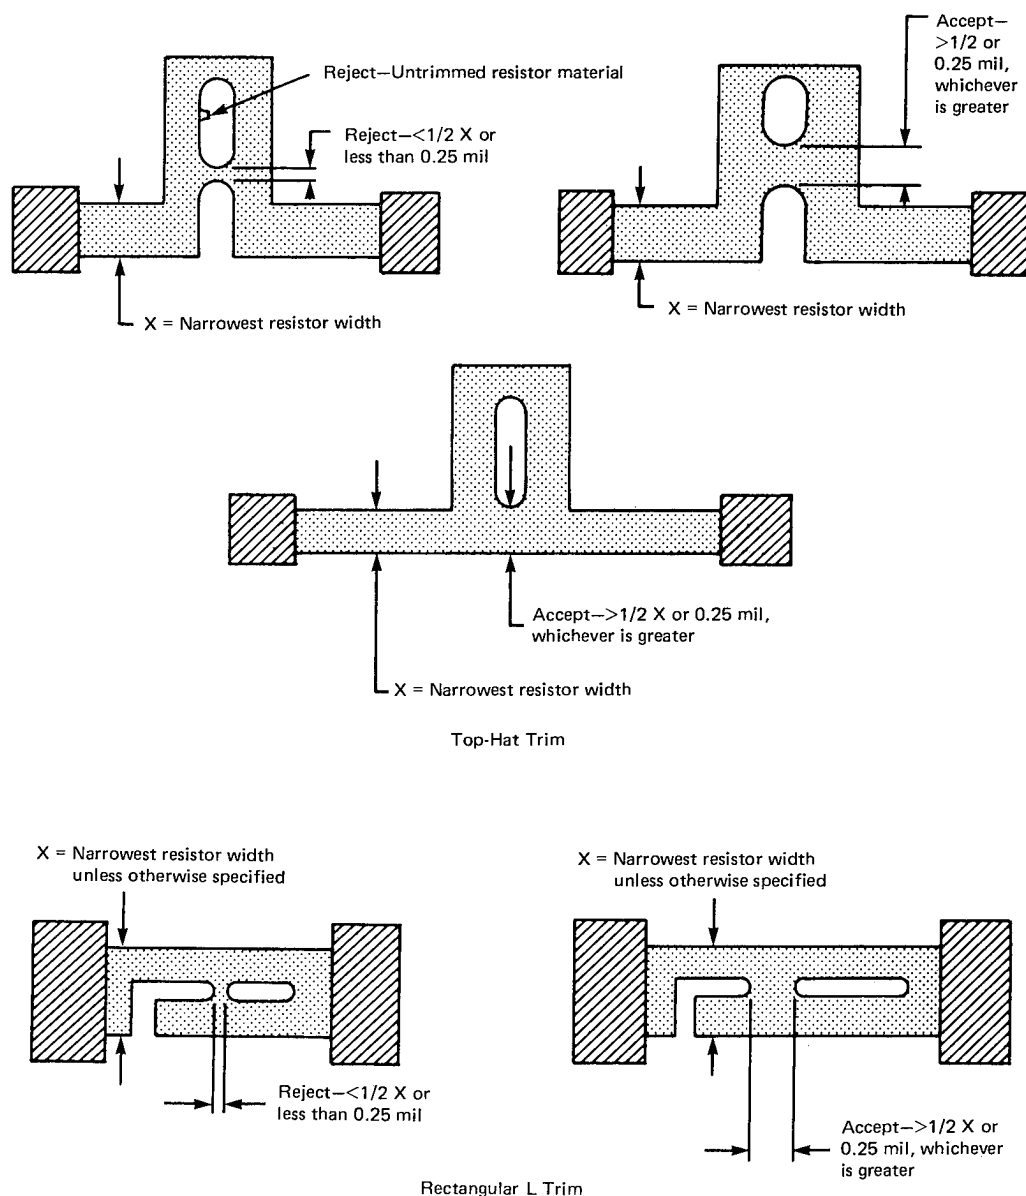 Accept—
>1/2 or
0.25 mil,
whichever
is greater
Reject—Untrimmed resistor material
Reject—<1/2 X or
less than 0.25 mil
X = Narrowest resistor width
X = Narrowest resistor width
Accept—>1/2 X or 0.25 mil,
whichever is greater
X = Narrowest resistor width
Top-Hat Trim
X = Narrowest resistor width
unless otherwise specified
X = Narrowest resistor width
unless otherwise specified
Reject—<1/2 X or
less than 0.25 mil
Accept—>1/2 X or
0.25 mil, whichever
is greater
Rectangular L Trim